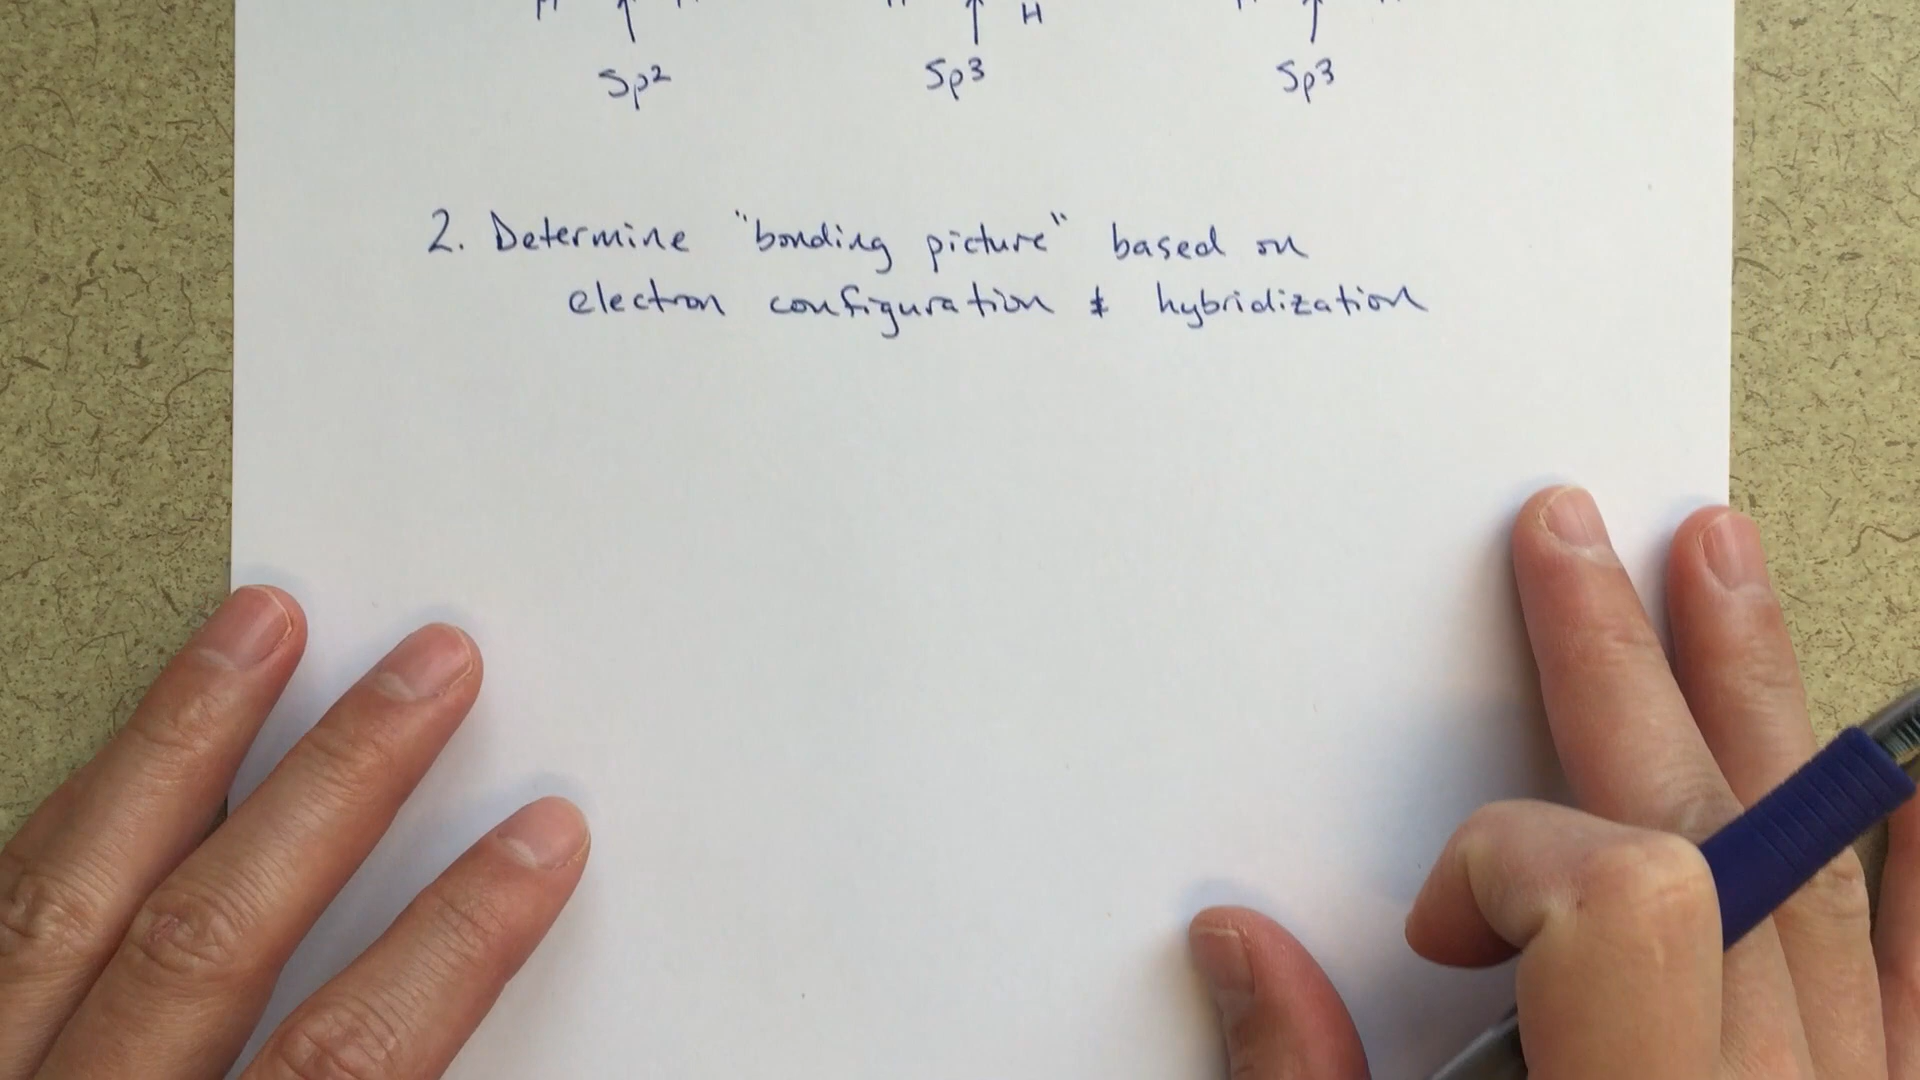 H
Sp2 Sp3 Sp3
2. Determine "bonding picture" based on
electron configuration & hybridization